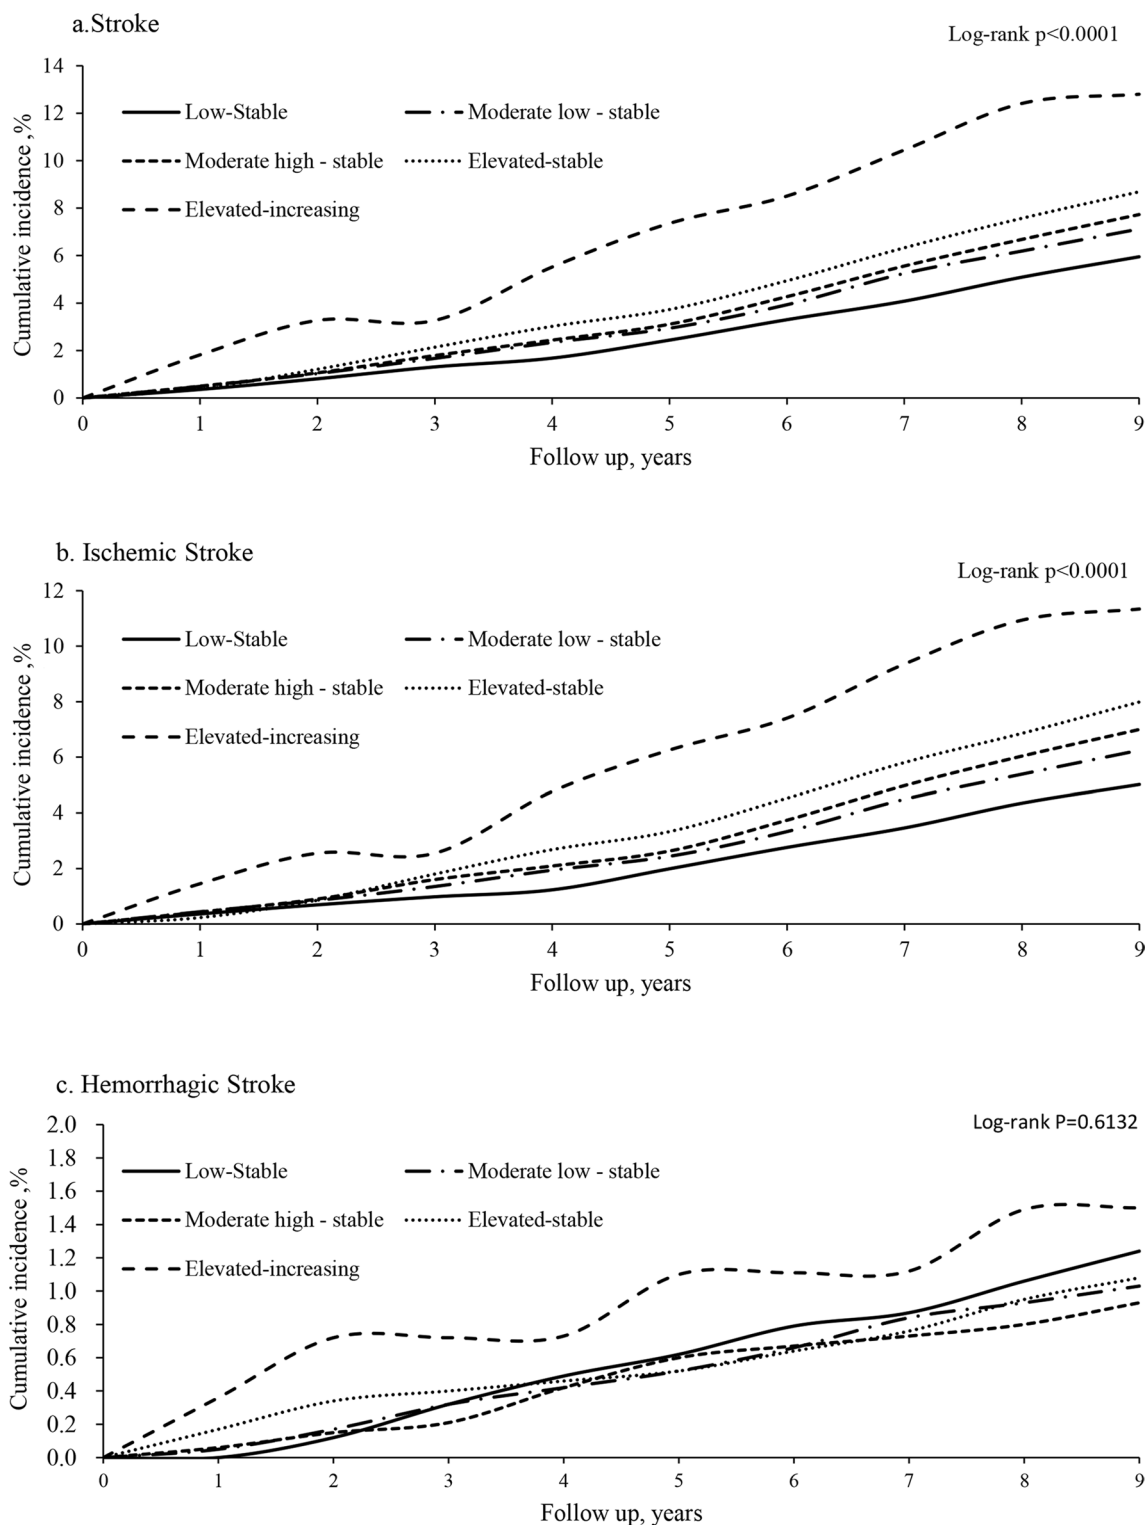 a.Stroke
Log-rank p<0.0001
14
12
10
8
6
4
2
0
Cumulative incidence ,%
Low-Stable
Moderate low - stable
Moderate high - stable
Elevated-stable
Elevated-increasing
0 1 2 3 4 5 6 7 8 9
Follow up, years
b. Ischemic Stroke
Log-rank p<0.0001
12
10
8
6
4
2
0
Cumulative incidence ,%
Low-Stable
Moderate low - stable
Moderate high - stable
Elevated-stable
Elevated-increasing
0 1 2 3 4 5 6 7 8 9
Follow up, years
c. Hemorrhagic Stroke
Log-rank P=0.6132
2.0
1.8
1.6
1.4
1.2
1.0
0.8
0.6
0.4
0.2
0.0
Cumulative incidence ,%
Low-Stable
Moderate low - stable
Moderate high - stable
Elevated-stable
Elevated-increasing
0 1 2 3 4 5 6 7 8 9
Follow up, years